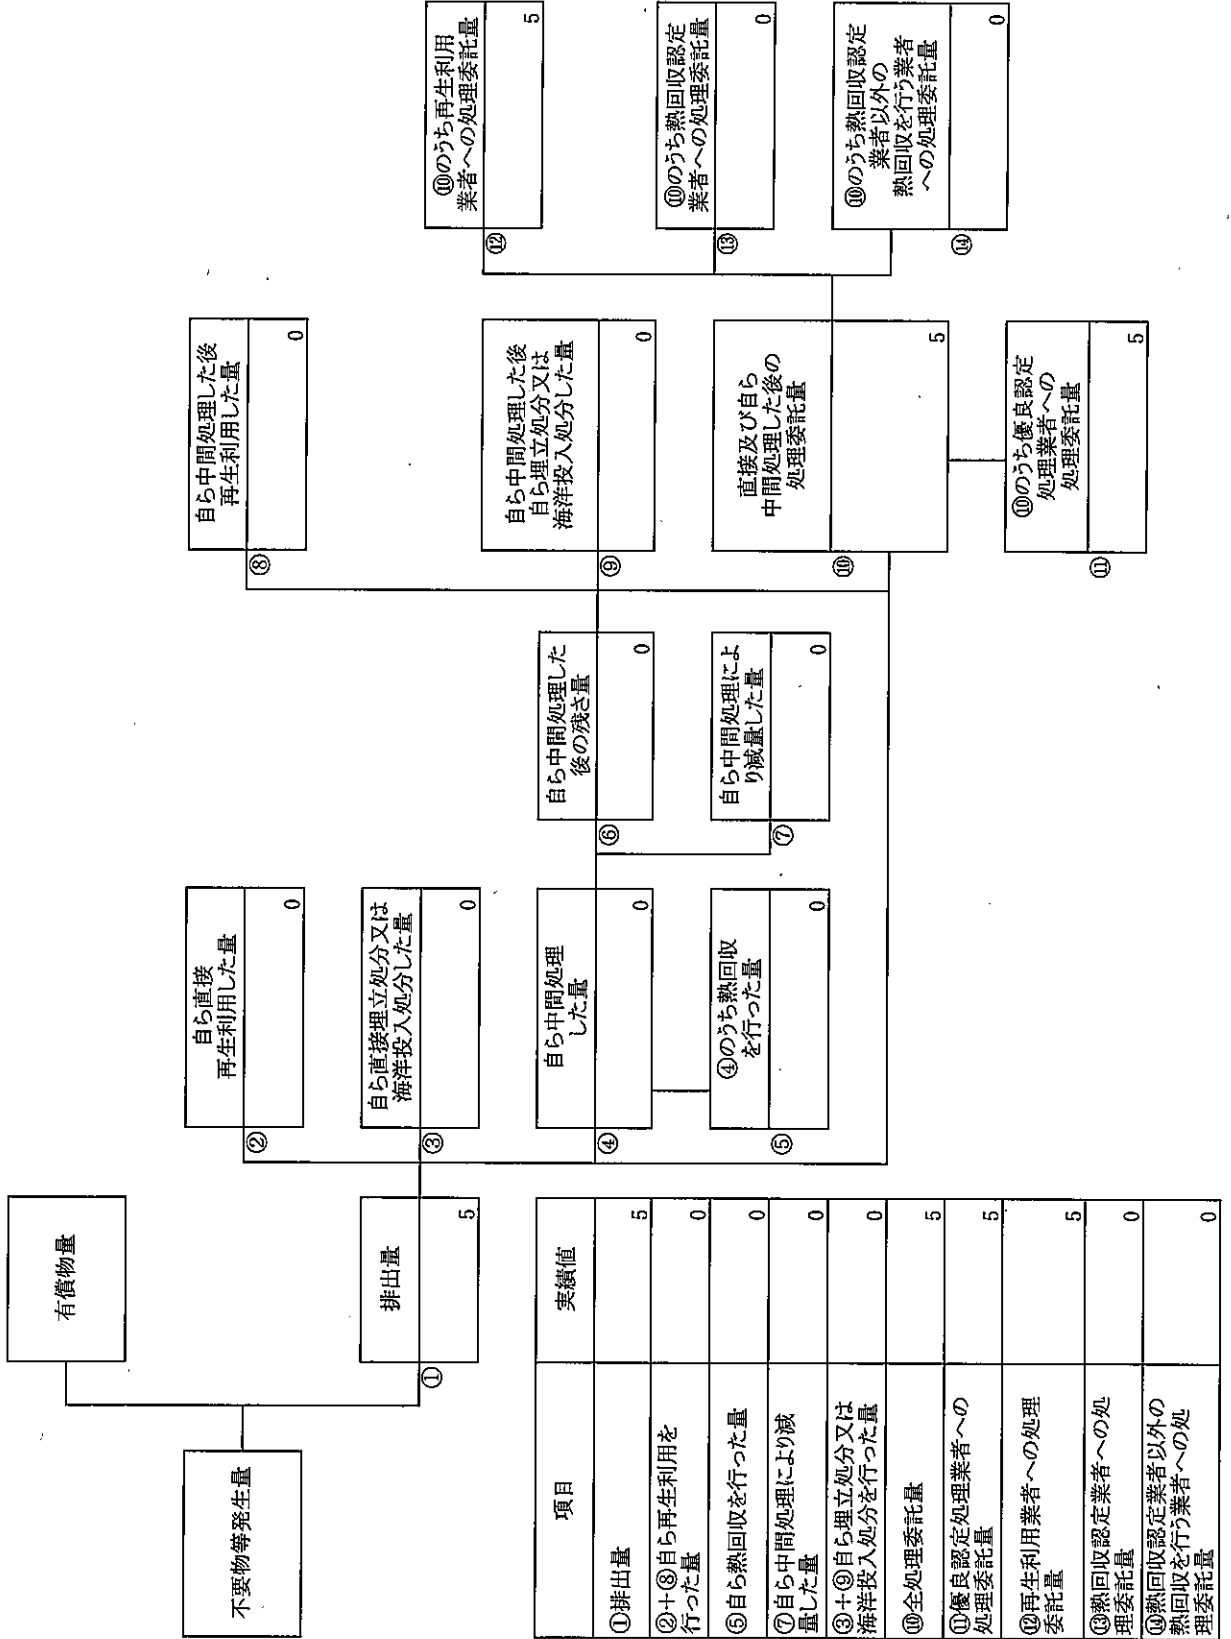 不要物等発生量
有償物量
①
排出量
5
②
自ら直接
再生利用した量
0
③
自ら直接埋立処分又は
海洋投入処分した量
0
④
自ら中間処理
した量
0
⑤
④のうち熱回収
を行った量
0
⑥
自ら中間処理した
後の残さ量
0
⑦
自ら中間処理によ
り減量した量
0
⑧
自ら中間処理した後
再生利用した量
0
⑨
自ら中間処理した後
自ら埋立処分又は
海洋投入処分した量
0
⑩
直接及び自ら
中間処理した後の
処理委託量
5
⑪
⑩のうち優良認定
処理業者への
処理委託量
5
⑫
⑩のうち再生利用
業者への処理委託量
5
⑬
⑩のうち熱回収認定
業者への処理委託量
0
⑭
⑩のうち熱回収認定
業者以外の
熱回収を行う業者
への処理委託量
0
項目 実績値
①排出量 5
②+⑧自ら再生利用を
行った量 0
⑤自ら熱回収を行った量 0
⑦自ら中間処理により減
量した量 0
③+⑨自ら埋立処分又は
海洋投入処分を行った量 0
⑩全処理委託量 5
⑪優良認定処理業者への
処理委託量 5
⑫再生利用業者への処理
委託量 5
⑬熱回収認定業者への処
理委託量 0
⑭熱回収認定業者以外の
熱回収を行う業者への処
理委託量 0